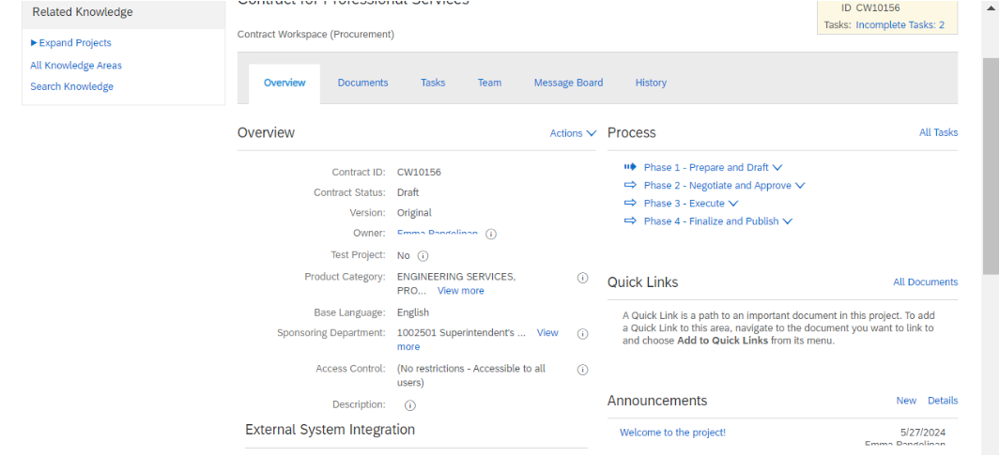 Related Knowledge
Expand Projects
All Knowledge Areas
Search Knowledge
Contract for Professional Services
Contract Workspace (Procurement)
ID CW10156
Tasks: Incomplete Tasks: 2
Overview Documents Tasks Team Message Board History
Overview
Actions
Contract ID: CW10156
Contract Status: Draft
Version: Original
Owner: Emma Pangelinan
Test Project: No
Product Category: ENGINEERING SERVICES,
PRO... View more
Base Language: English
Sponsoring Department: 1002501 Superintendent's ... View
more
Access Control: (No restrictions - Accessible to all
users)
Description:
External System Integration
Process
All Tasks
Phase 1 - Prepare and Draft
Phase 2 - Negotiate and Approve
Phase 3 - Execute
Phase 4 - Finalize and Publish
Quick Links
All Documents
A Quick Link is a path to an important document in this project. To add
a Quick Link to this area, navigate to the document you want to link to
and choose Add to Quick Links from its menu.
Announcements
New Details
Welcome to the project! 5/27/2024
Emma Pangelinan